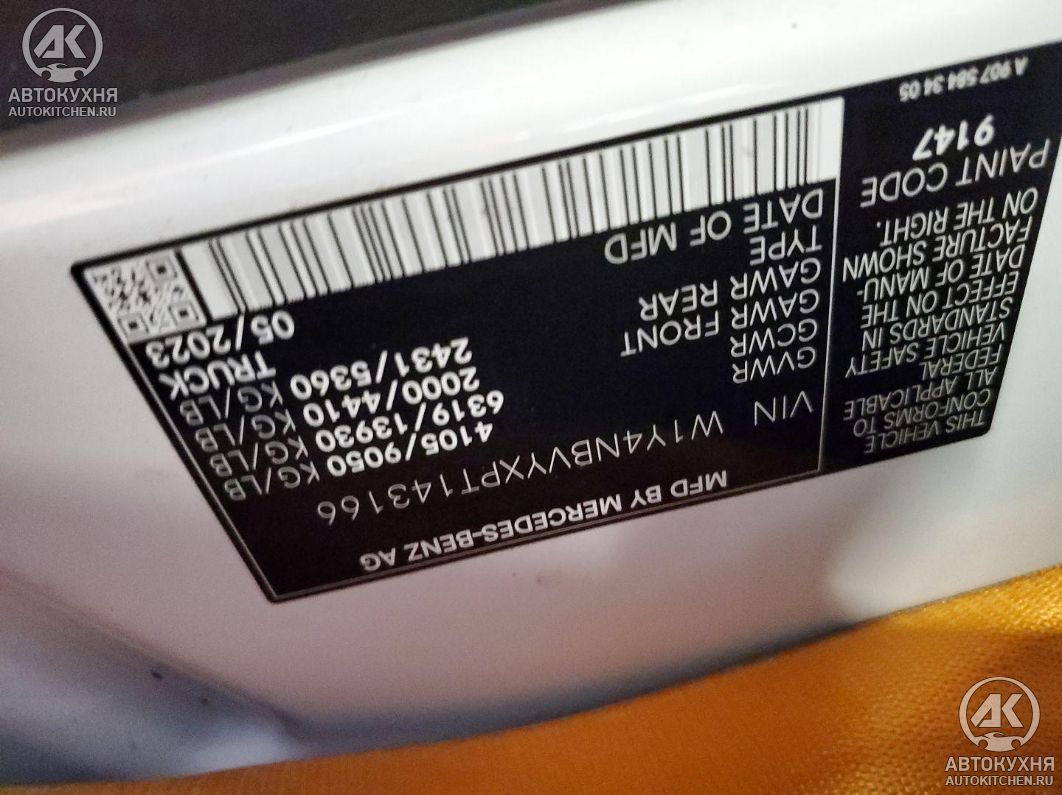 AK
АВТОКУХНЯ
AUTOKITCHEN.RU
MFD BY MERCEDES-BENZ AG
VIN W1Y4NBVYXPT143166
GVWR 4105/9050 KG/LB
GCWR 6319/13930 KG/LB
GAWR FRONT 2000/4410 KG/LB
GAWR REAR 2431/5360 KG/LB
TYPE TRUCK
DATE OF MFD 05/2023
THIS VEHICLE
CONFORMS TO
ALL APPLICABLE
FEDERAL
VEHICLE SAFETY
STANDARDS IN
EFFECT ON THE
DATE OF MANU-
FACTURE SHOWN
ON THE RIGHT.
PAINT CODE
9147
A 907 584 34 05
AK
АВТОКУХНЯ
AUTOKITCHEN.RU